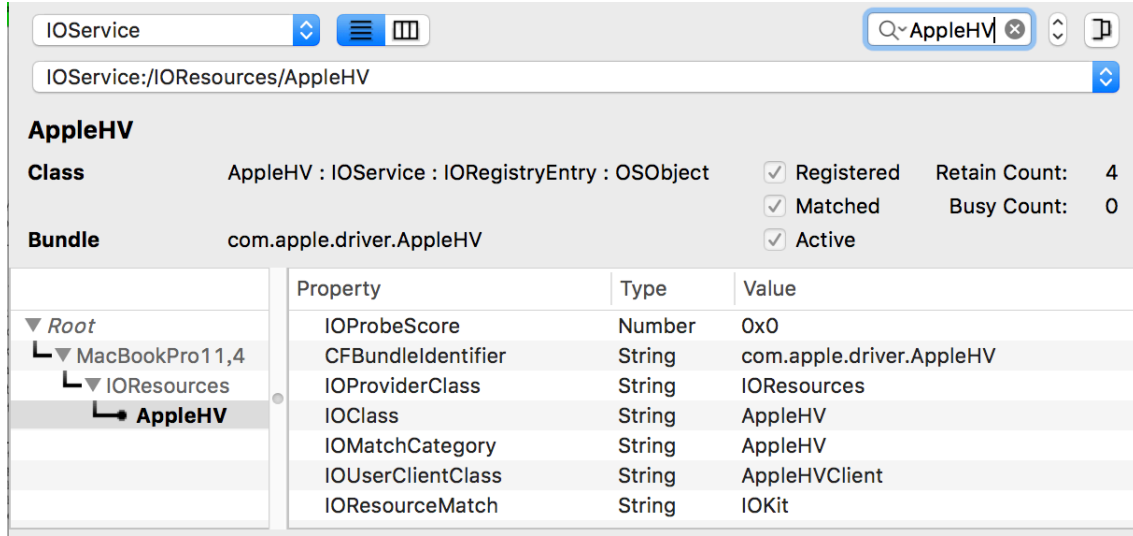 IOService AppleHV
IOService:/IOResources/AppleHV
AppleHV
Class AppleHV : IOService : IORegistryEntry : OSObject Registered Retain Count: 4
Matched Busy Count: 0
Bundle com.apple.driver.AppleHV Active
Property Type Value
Root IOProbeScore Number 0x0
MacBookPro11,4 CFBundleIdentifier String com.apple.driver.AppleHV
IOResources IOProviderClass String IOResources
AppleHV IOClass String AppleHV
IOMatchCategory String AppleHV
IOUserClientClass String AppleHVClient
IOResourceMatch String IOKit